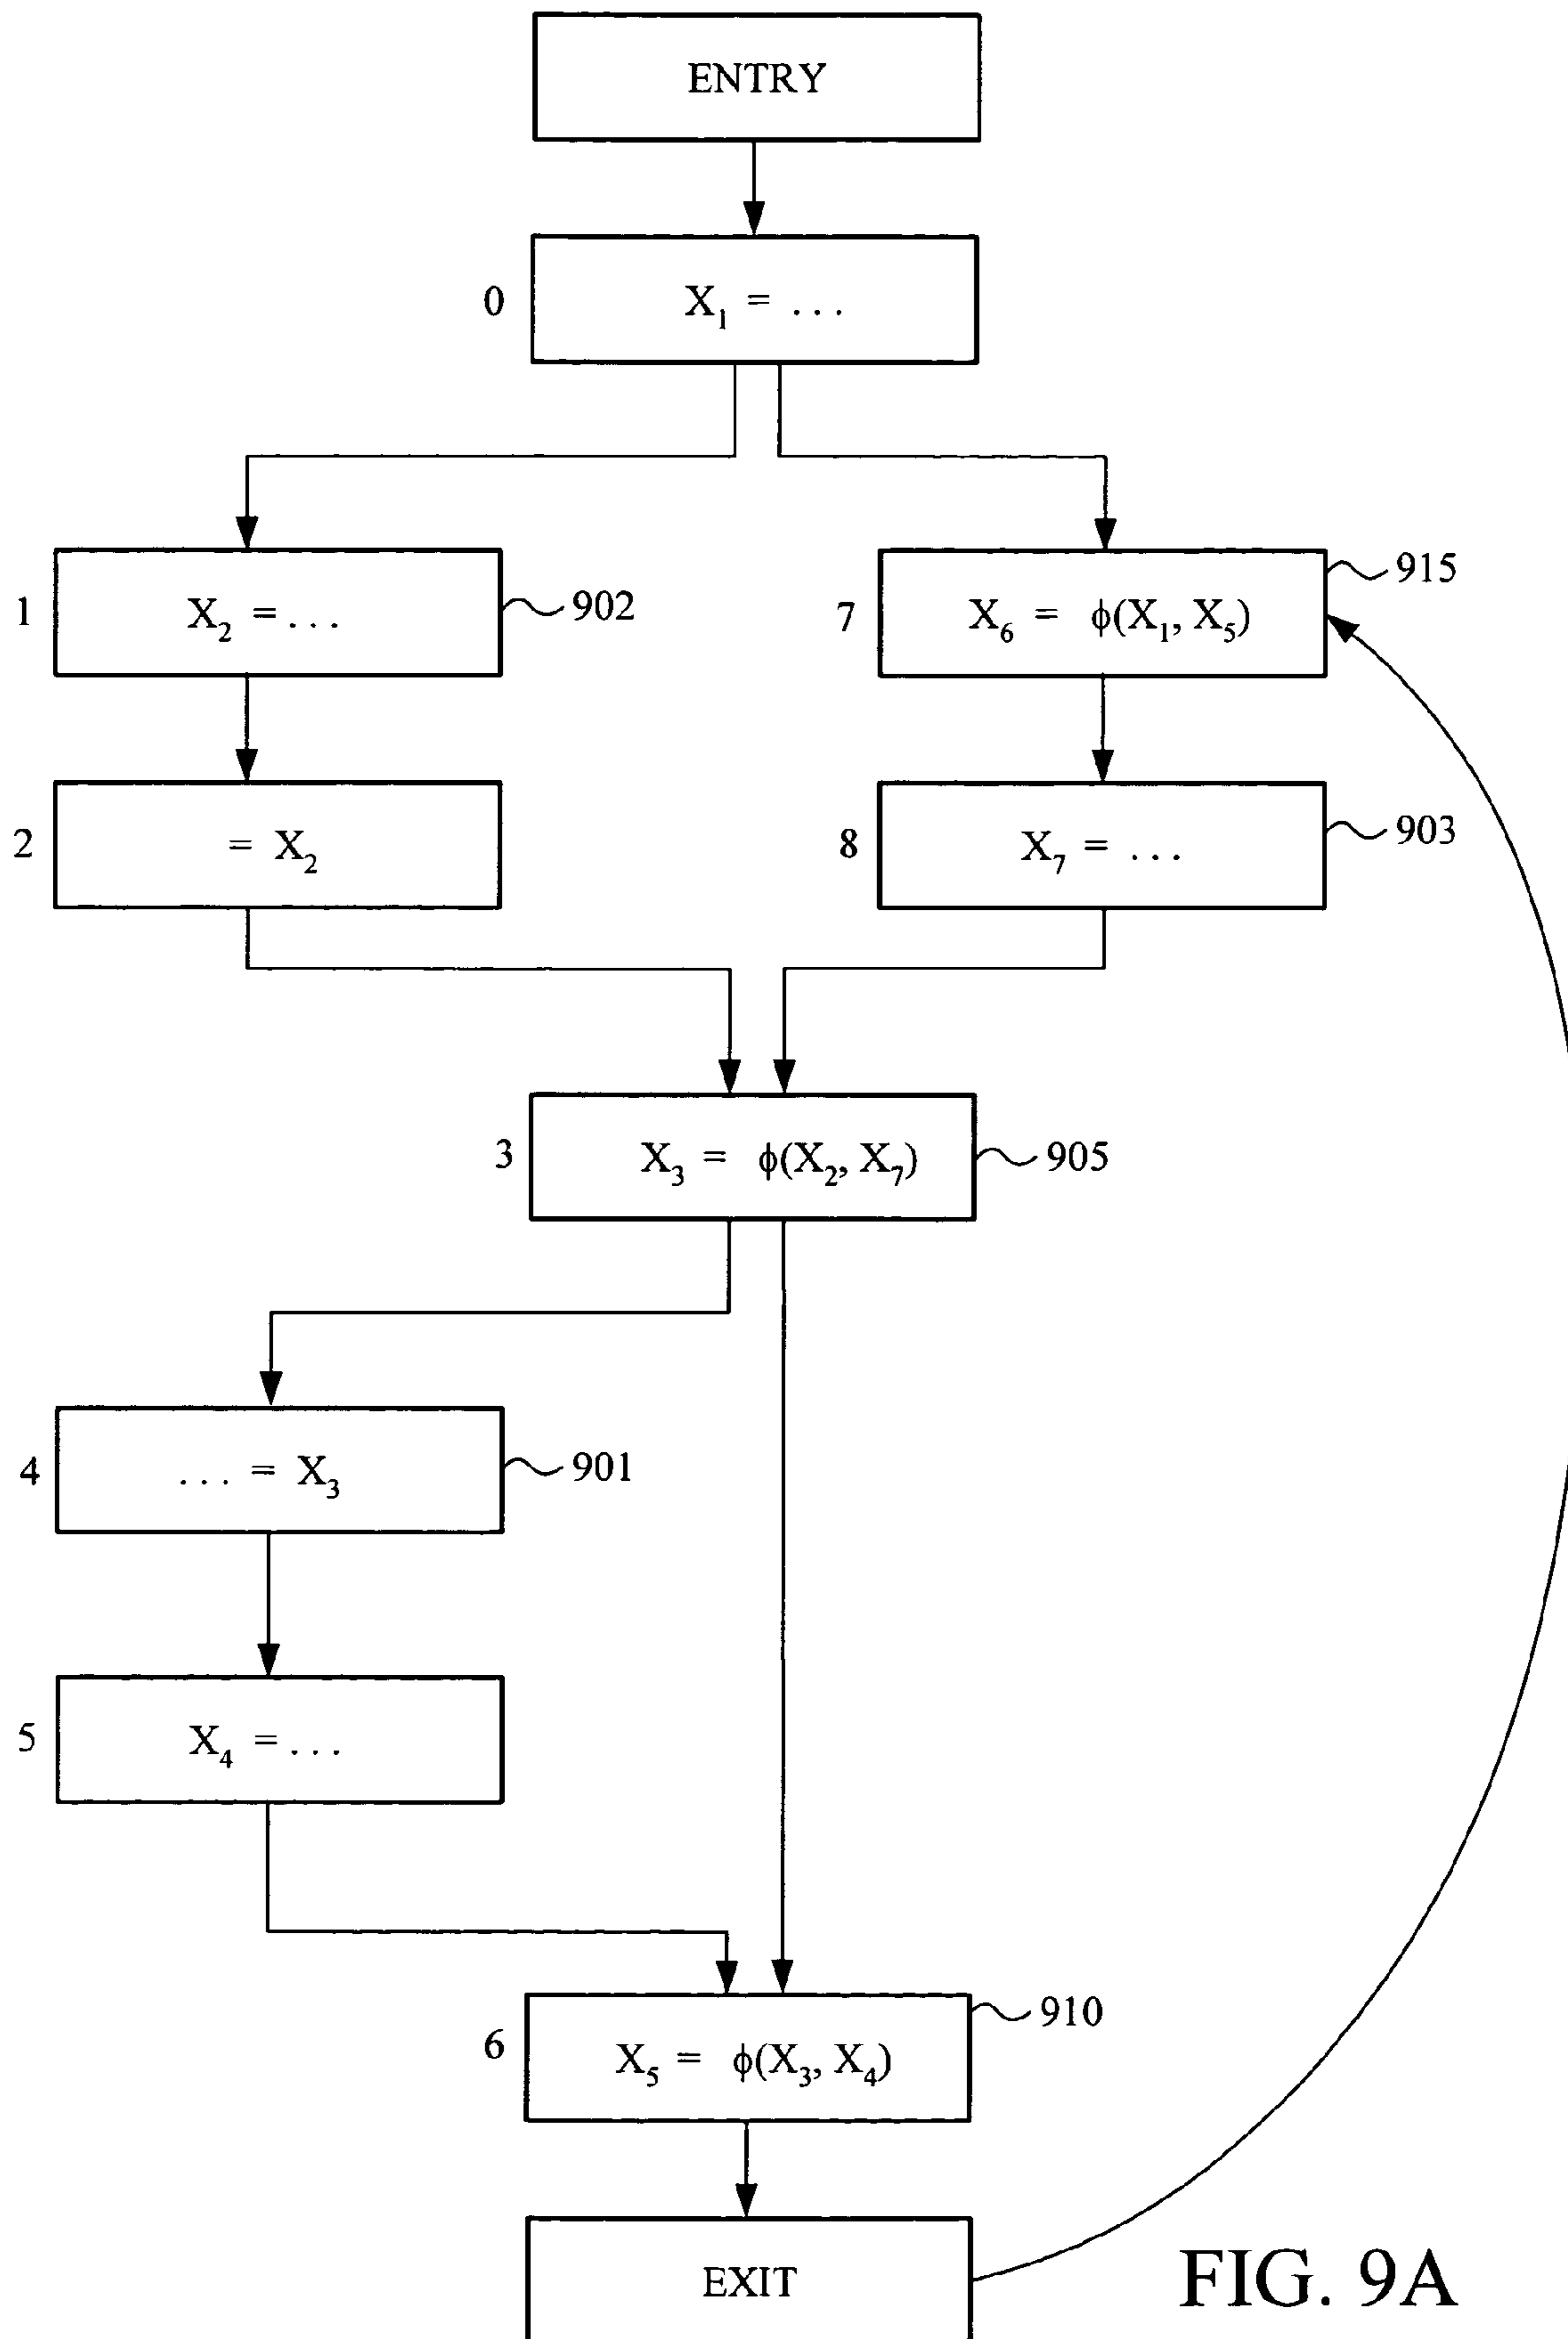 ENTRY
0 X₁ = ...
1 X₂ = ... 902
7 X₆ = ϕ(X₁, X₅) 915
2 = X₂
8 X₇ = ... 903
3 X₃ = ϕ(X₂, X₇) 905
4 ... = X₃ 901
5 X₄ = ...
6 X₅ = ϕ(X₃, X₄) 910
EXIT
FIG. 9A